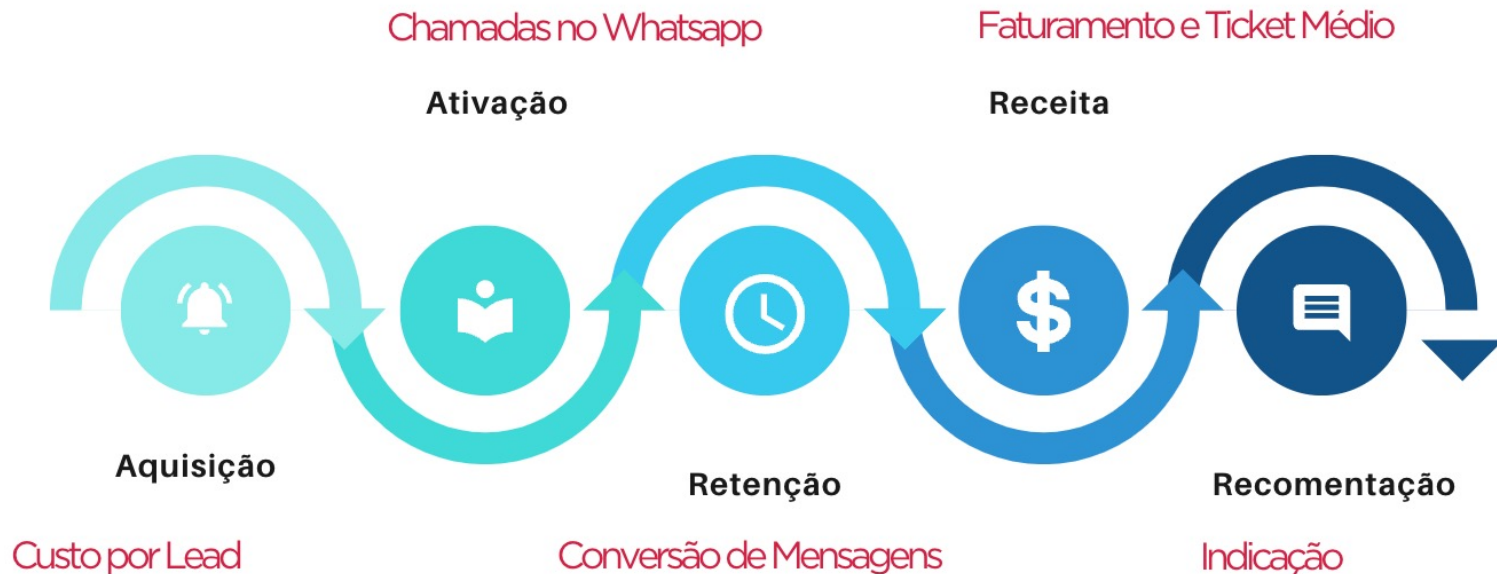 Chamadas no Whatsapp
Faturamento e Ticket Médio
Ativação
Receita
Aquisição
Retenção
Recomentação
Custo por Lead
Conversão de Mensagens
Indicação